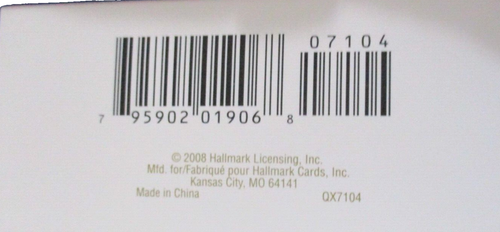 07104
7 95902 01906 8
© 2008 Hallmark Licensing, Inc.
Mfd. for/Fabriqué pour Hallmark Cards, Inc.
Kansas City, MO 64141
Made in China QX7104